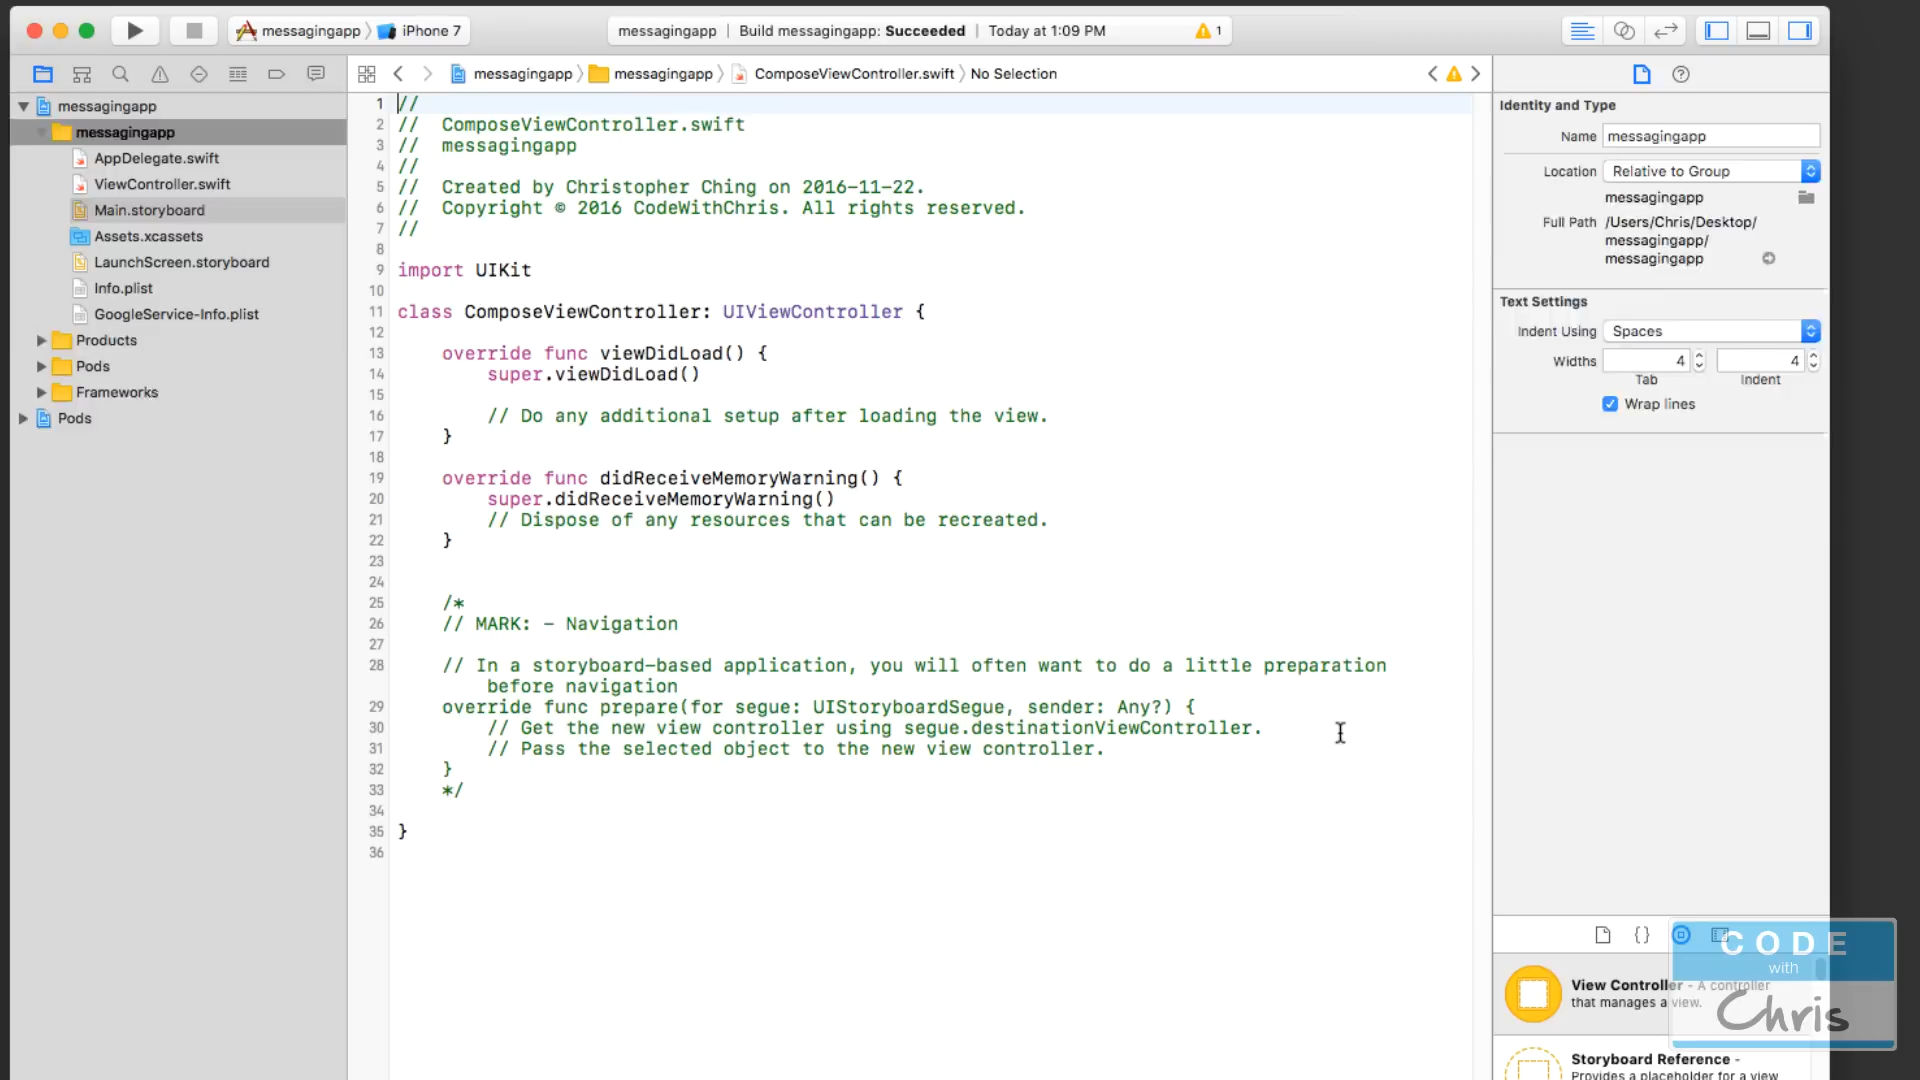 messagingapp
iPhone 7
messagingapp
Build messagingapp: Succeeded
Today at 1:09 PM
1
messagingapp
messagingapp
ComposeViewController.swift
No Selection
messagingapp
messagingapp
AppDelegate.swift
ViewController.swift
Main.storyboard
Assets.xcassets
LaunchScreen.storyboard
Info.plist
GoogleService-Info.plist
Products
Pods
Frameworks
Pods
1 //
2 //  ComposeViewController.swift
3 //  messagingapp
4 //
5 //  Created by Christopher Ching on 2016-11-22.
6 //  Copyright © 2016 CodeWithChris. All rights reserved.
7 //
8
9 import UIKit
10
11 class ComposeViewController: UIViewController {
12
13     override func viewDidLoad() {
14         super.viewDidLoad()
15
16         // Do any additional setup after loading the view.
17     }
18
19     override func didReceiveMemoryWarning() {
20         super.didReceiveMemoryWarning()
21         // Dispose of any resources that can be recreated.
22     }
23
24
25     /*
26     // MARK: - Navigation
27
28     // In a storyboard-based application, you will often want to do a little preparation
before navigation
29     override func prepare(for segue: UIStoryboardSegue, sender: Any?) {
30         // Get the new view controller using segue.destinationViewController.
31         // Pass the selected object to the new view controller.
32     }
33     */
34
35 }
36
Identity and Type
Name messagingapp
Location Relative to Group
messagingapp
Full Path /Users/Chris/Desktop/
messagingapp/
messagingapp
Text Settings
Indent Using Spaces
Widths 4 4
Tab Indent
Wrap lines
{}
View Controller - A controller
that manages a view.
Storyboard Reference -
Provides a placeholder for a view
CODE
with
Chris